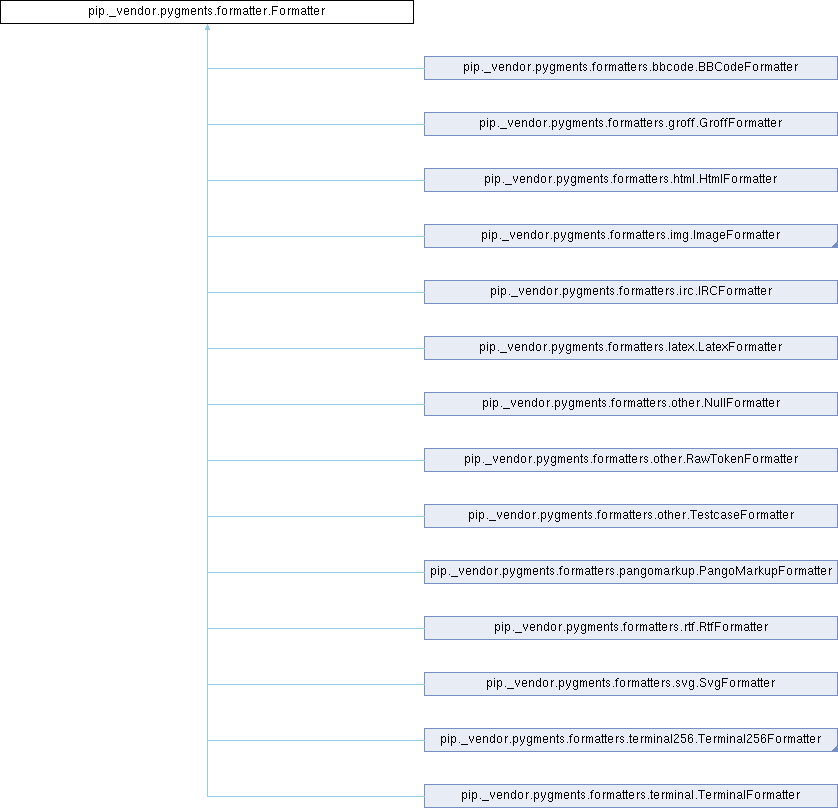 pip._vendor.pygments.formatter.Formatter
pip._vendor.pygments.formatters.bbcode.BBCodeFormatter
pip._vendor.pygments.formatters.groff.GroffFormatter
pip._vendor.pygments.formatters.html.HtmlFormatter
pip._vendor.pygments.formatters.img.ImageFormatter
pip._vendor.pygments.formatters.irc.IRCFormatter
pip._vendor.pygments.formatters.latex.LatexFormatter
pip._vendor.pygments.formatters.other.NullFormatter
pip._vendor.pygments.formatters.other.RawTokenFormatter
pip._vendor.pygments.formatters.other.TestcaseFormatter
pip._vendor.pygments.formatters.pangomarkup.PangoMarkupFormatter
pip._vendor.pygments.formatters.rtf.RtfFormatter
pip._vendor.pygments.formatters.svg.SvgFormatter
pip._vendor.pygments.formatters.terminal256.Terminal256Formatter
pip._vendor.pygments.formatters.terminal.TerminalFormatter